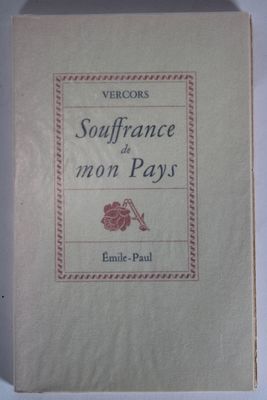 VERCORS
Souffrance
de
mon Pays
Émile-Paul